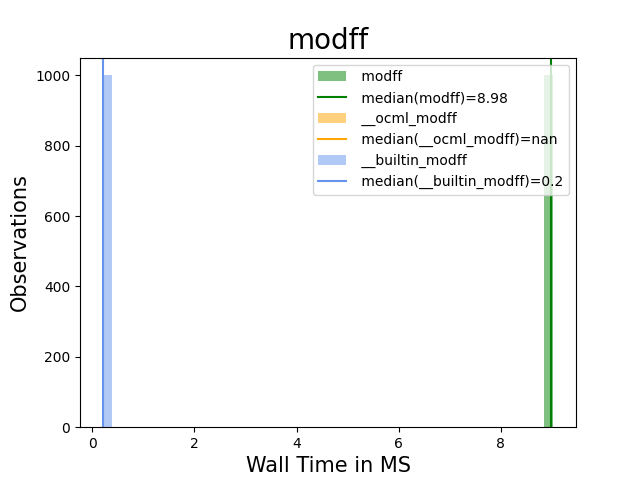 modff
Observations
1000
800
600
400
200
0
0 2 4 6 8
Wall Time in MS
modff
median(modff)=8.98
__ocml_modff
median(__ocml_modff)=nan
__builtin_modff
median(__builtin_modff)=0.2